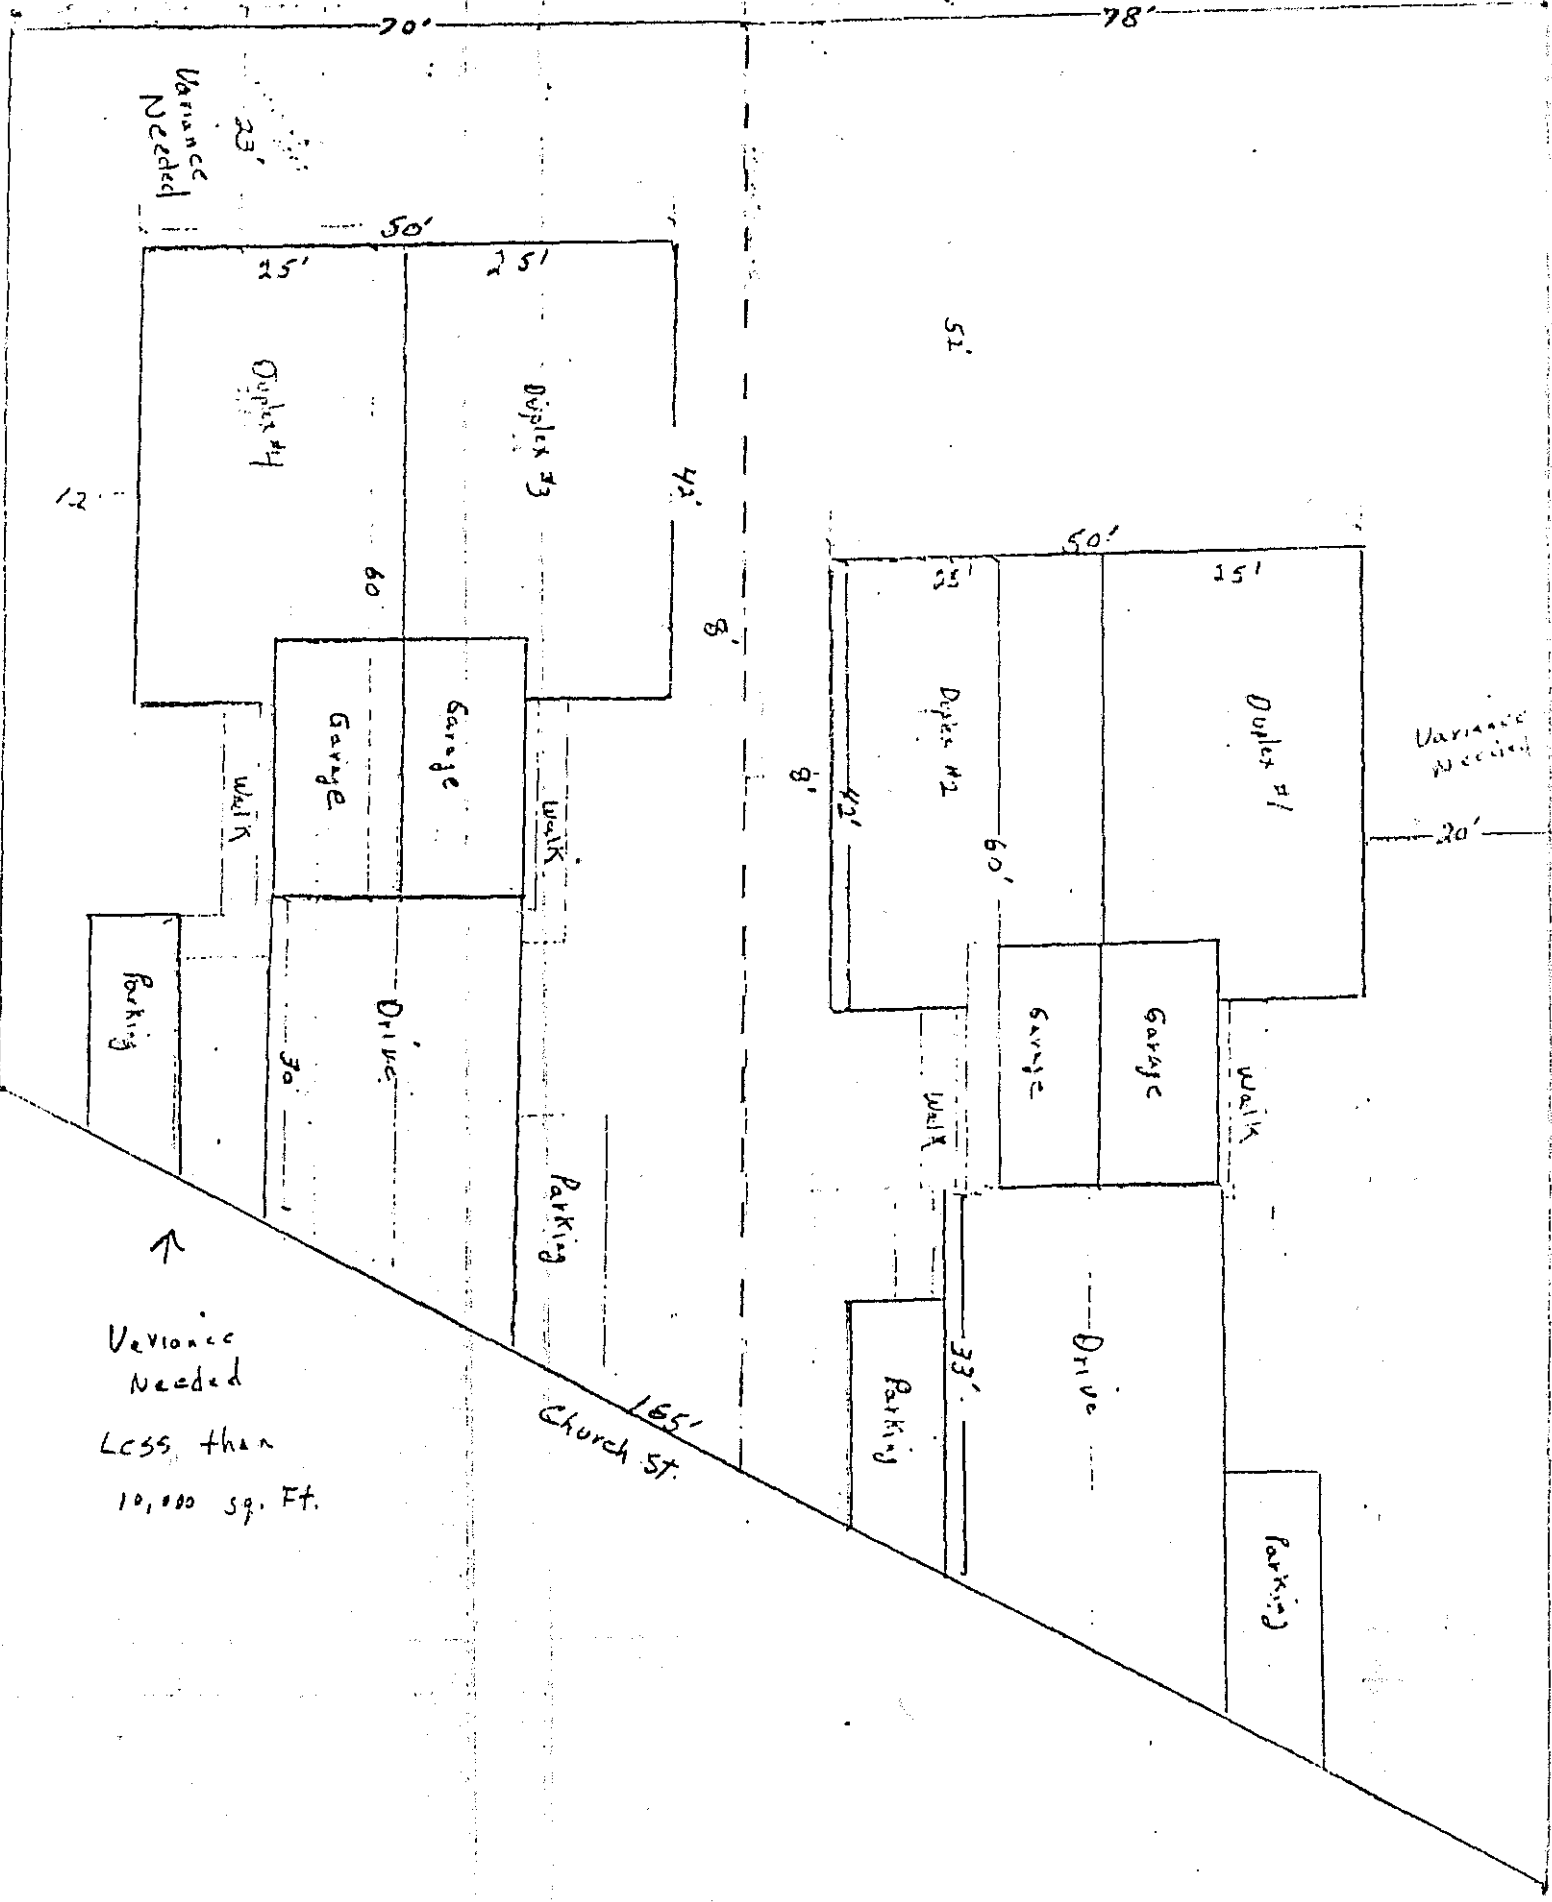 70'
78'
Variance
Needed
23'
50'
25'
25'
Duplex #4
Duplex #3
42'
12
60
8'
Garage
Garage
Walk
Walk
Parking
Drive
30'
Parking
52'
50'
25'
25'
Duplex #2
Duplex #1
Variance
Needed
20'
8'
42'
60'
Garage
Garage
Walk
Walk
Parking
33'
Drive
Parking
165'
Church St.
Variance
Needed
Less than
10,000 sq. Ft.